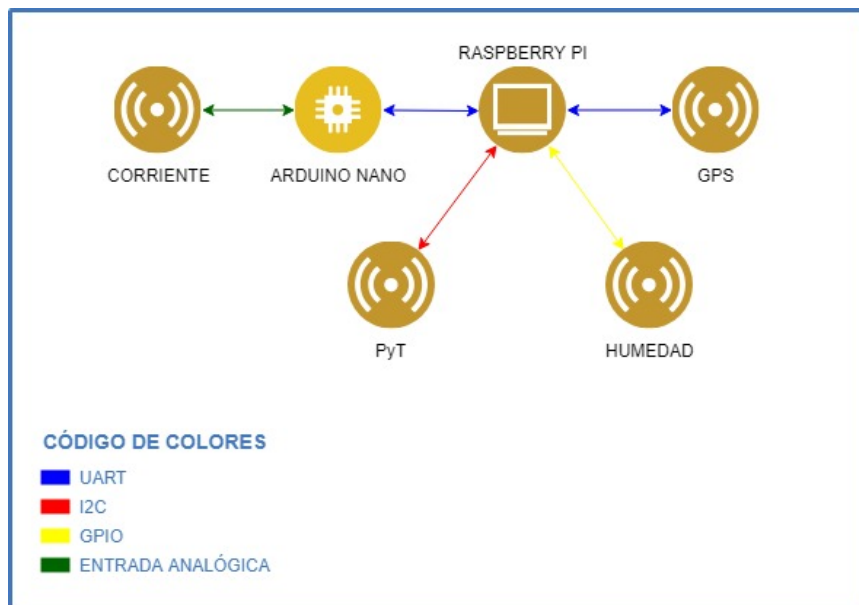 RASPBERRY PI
CORRIENTE
ARDUINO NANO
GPS
PyT
HUMEDAD
CÓDIGO DE COLORES
UART
I2C
GPIO
ENTRADA ANALÓGICA